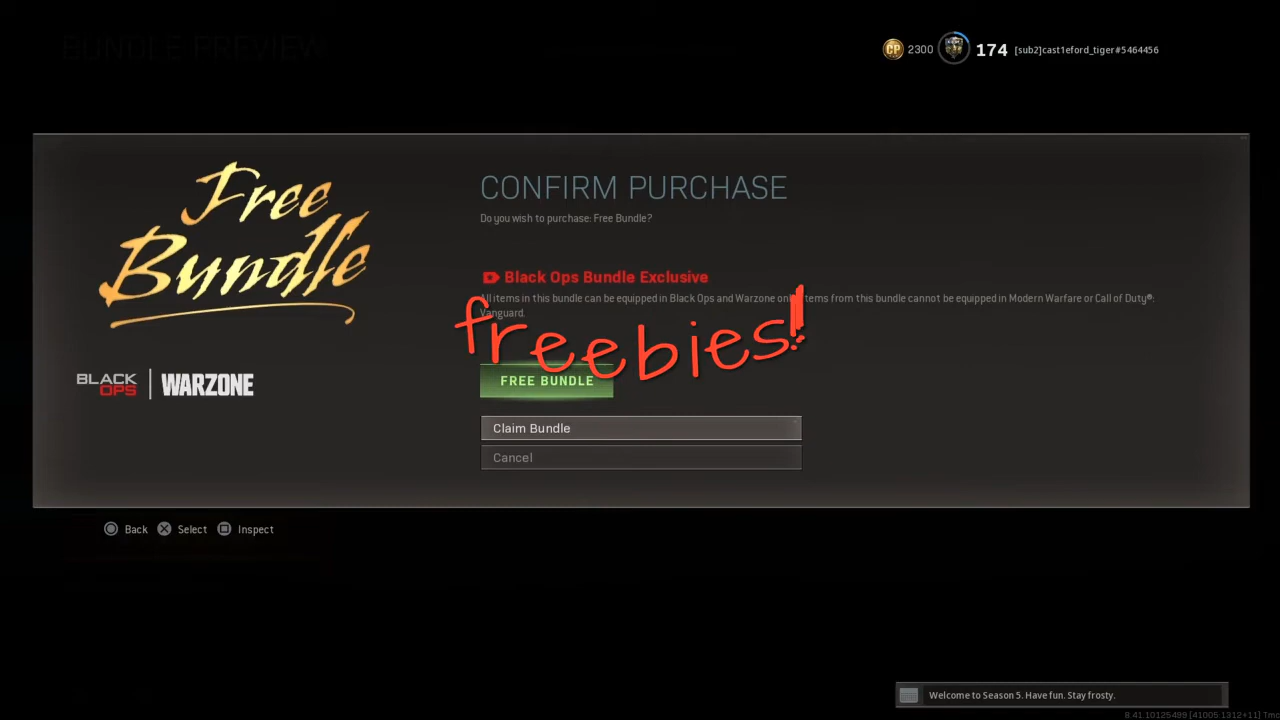 BUNDLE PREVIEW
CP 2300 174 [sub2]cast1eford_tiger#5464456
Free
Bundle
CONFIRM PURCHASE
Do you wish to purchase: Free Bundle?
Black Ops Bundle Exclusive
All items in this bundle can be equipped in Black Ops and Warzone only. Items from this bundle cannot be equipped in Modern Warfare or Call of Duty®:
Vanguard.
freebies!
BLACK OPS | WARZONE
FREE BUNDLE
Claim Bundle
Cancel
Back Select Inspect
Welcome to Season 5. Have fun. Stay frosty.